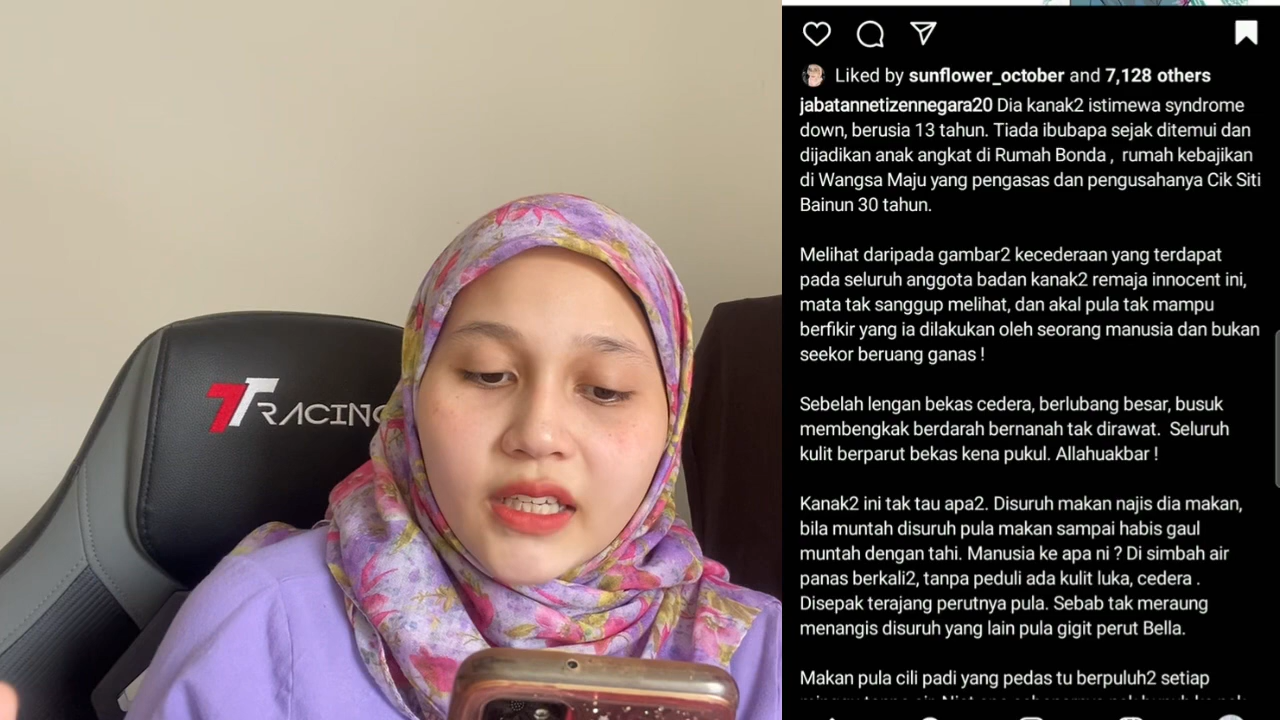 TTRACING
Liked by sunflower_october and 7,128 others
jabatannetizennegara20 Dia kanak2 istimewa syndrome
down, berusia 13 tahun. Tiada ibubapa sejak ditemui dan
dijadikan anak angkat di Rumah Bonda , rumah kebajikan
di Wangsa Maju yang pengasas dan pengusahanya Cik Siti
Bainun 30 tahun.
Melihat daripada gambar2 kecederaan yang terdapat
pada seluruh anggota badan kanak2 remaja innocent ini,
mata tak sanggup melihat, dan akal pula tak mampu
berfikir yang ia dilakukan oleh seorang manusia dan bukan
seekor beruang ganas !
Sebelah lengan bekas cedera, berlubang besar, busuk
membengkak berdarah bernanah tak dirawat. Seluruh
kulit berparut bekas kena pukul. Allahuakbar !
Kanak2 ini tak tau apa2. Disuruh makan najis dia makan,
bila muntah disuruh pula makan sampai habis gaul
muntah dengan tahi. Manusia ke apa ni ? Di simbah air
panas berkali2, tanpa peduli ada kulit luka, cedera .
Disepak terajang perutnya pula. Sebab tak meraung
menangis disuruh yang lain pula gigit perut Bella.
Makan pula cili padi yang pedas tu berpuluh2 setiap